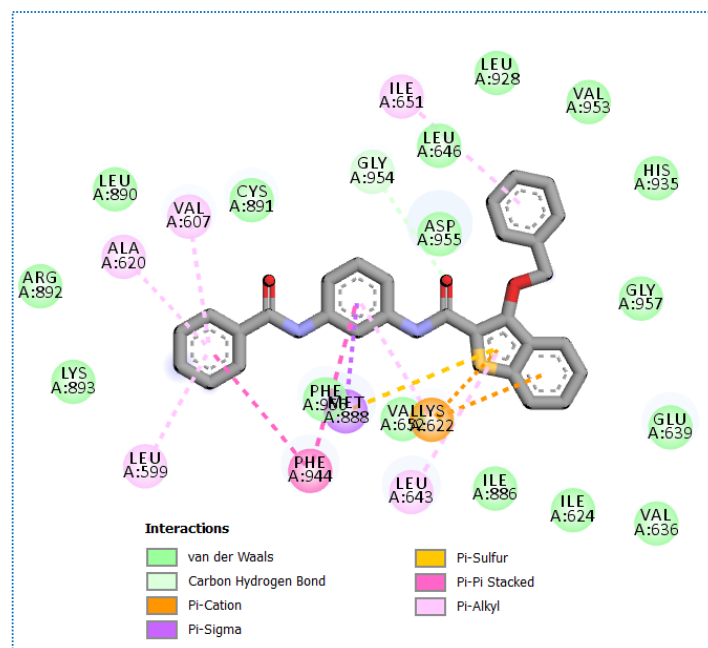 LEU
A:928
ILE
A:651
VAL
A:953
LEU
A:646
GLY
A:954
HIS
A:935
LEU
A:890
CYS
A:891
VAL
A:607
ASP
A:955
ALA
A:620
ARG
A:892
GLY
A:957
LYS
A:893
PHE
MET
A:888
VAL
LYS
A:622
GLU
A:639
LEU
A:599
PHE
A:944
LEU
A:643
ILE
A:886
ILE
A:624
VAL
A:636
Interactions
van der Waals
Carbon Hydrogen Bond
Pi-Cation
Pi-Sigma
Pi-Sulfur
Pi-Pi Stacked
Pi-Alkyl